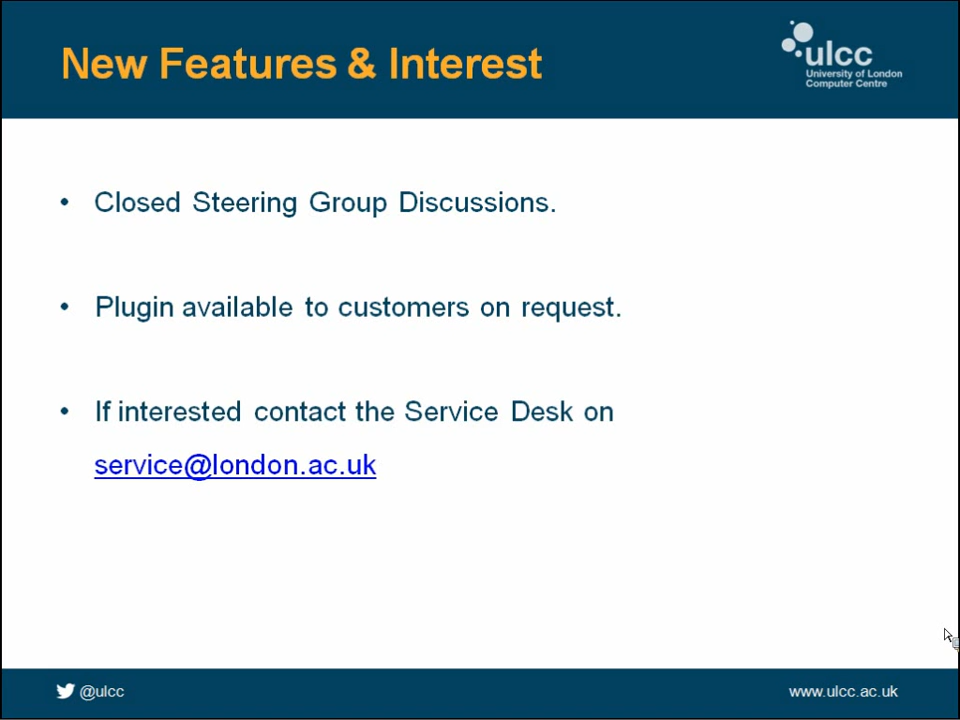 New Features & Interest
ulcc
University of London
Computer Centre
• Closed Steering Group Discussions.
• Plugin available to customers on request.
• If interested contact the Service Desk on
service@london.ac.uk
@ulcc
www.ulcc.ac.uk